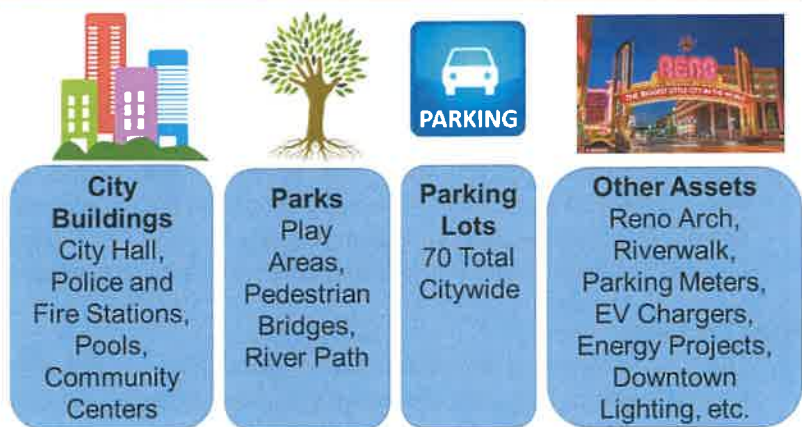 PARKING
RENO
THE BIGGEST LITTLE CITY IN THE WORLD
City
Buildings
City Hall,
Police and
Fire Stations,
Pools,
Community
Centers
Parks
Play
Areas,
Pedestrian
Bridges,
River Path
Parking
Lots
70 Total
Citywide
Other Assets
Reno Arch,
Riverwalk,
Parking Meters,
EV Chargers,
Energy Projects,
Downtown
Lighting, etc.